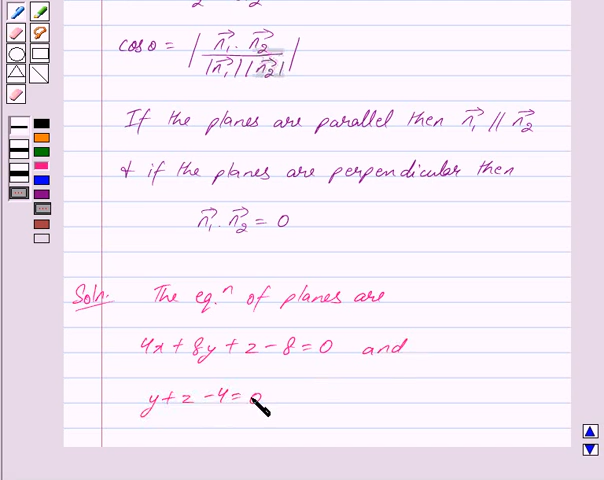 cos θ = | n₁⃗ . n₂⃗ / |n₁⃗| |n₂⃗| |
If the planes are parallel then n₁⃗ // n₂⃗
& if the planes are perpendicular then
n₁⃗ . n₂⃗ = 0
Soln. The eq.ⁿ of planes are
4x + 8y + z - 8 = 0 and
y + z - 4 = 0